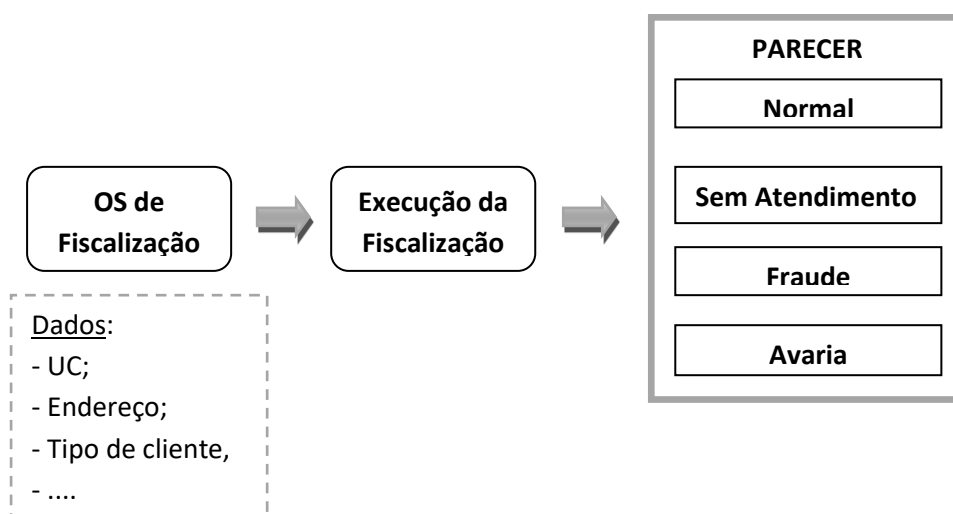 OS de
Fiscalização
Execução da
Fiscalização
PARECER
Normal
Sem Atendimento
Fraude
Avaria
Dados:
- UC;
- Endereço;
- Tipo de cliente,
- ....